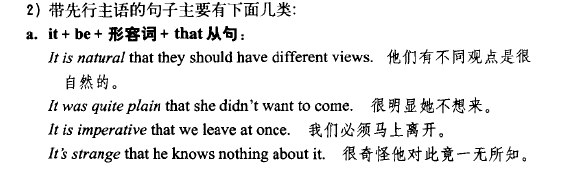 2）带先行主语的句子主要有下面几类:
a. it + be + 形容词 + that 从句：
It is natural that they should have different views. 他们有不同观点是很
自然的。
It was quite plain that she didn't want to come. 很明显她不想来。
It is imperative that we leave at once. 我们必须马上离开。
It's strange that he knows nothing about it. 很奇怪他对此竟一无所知。